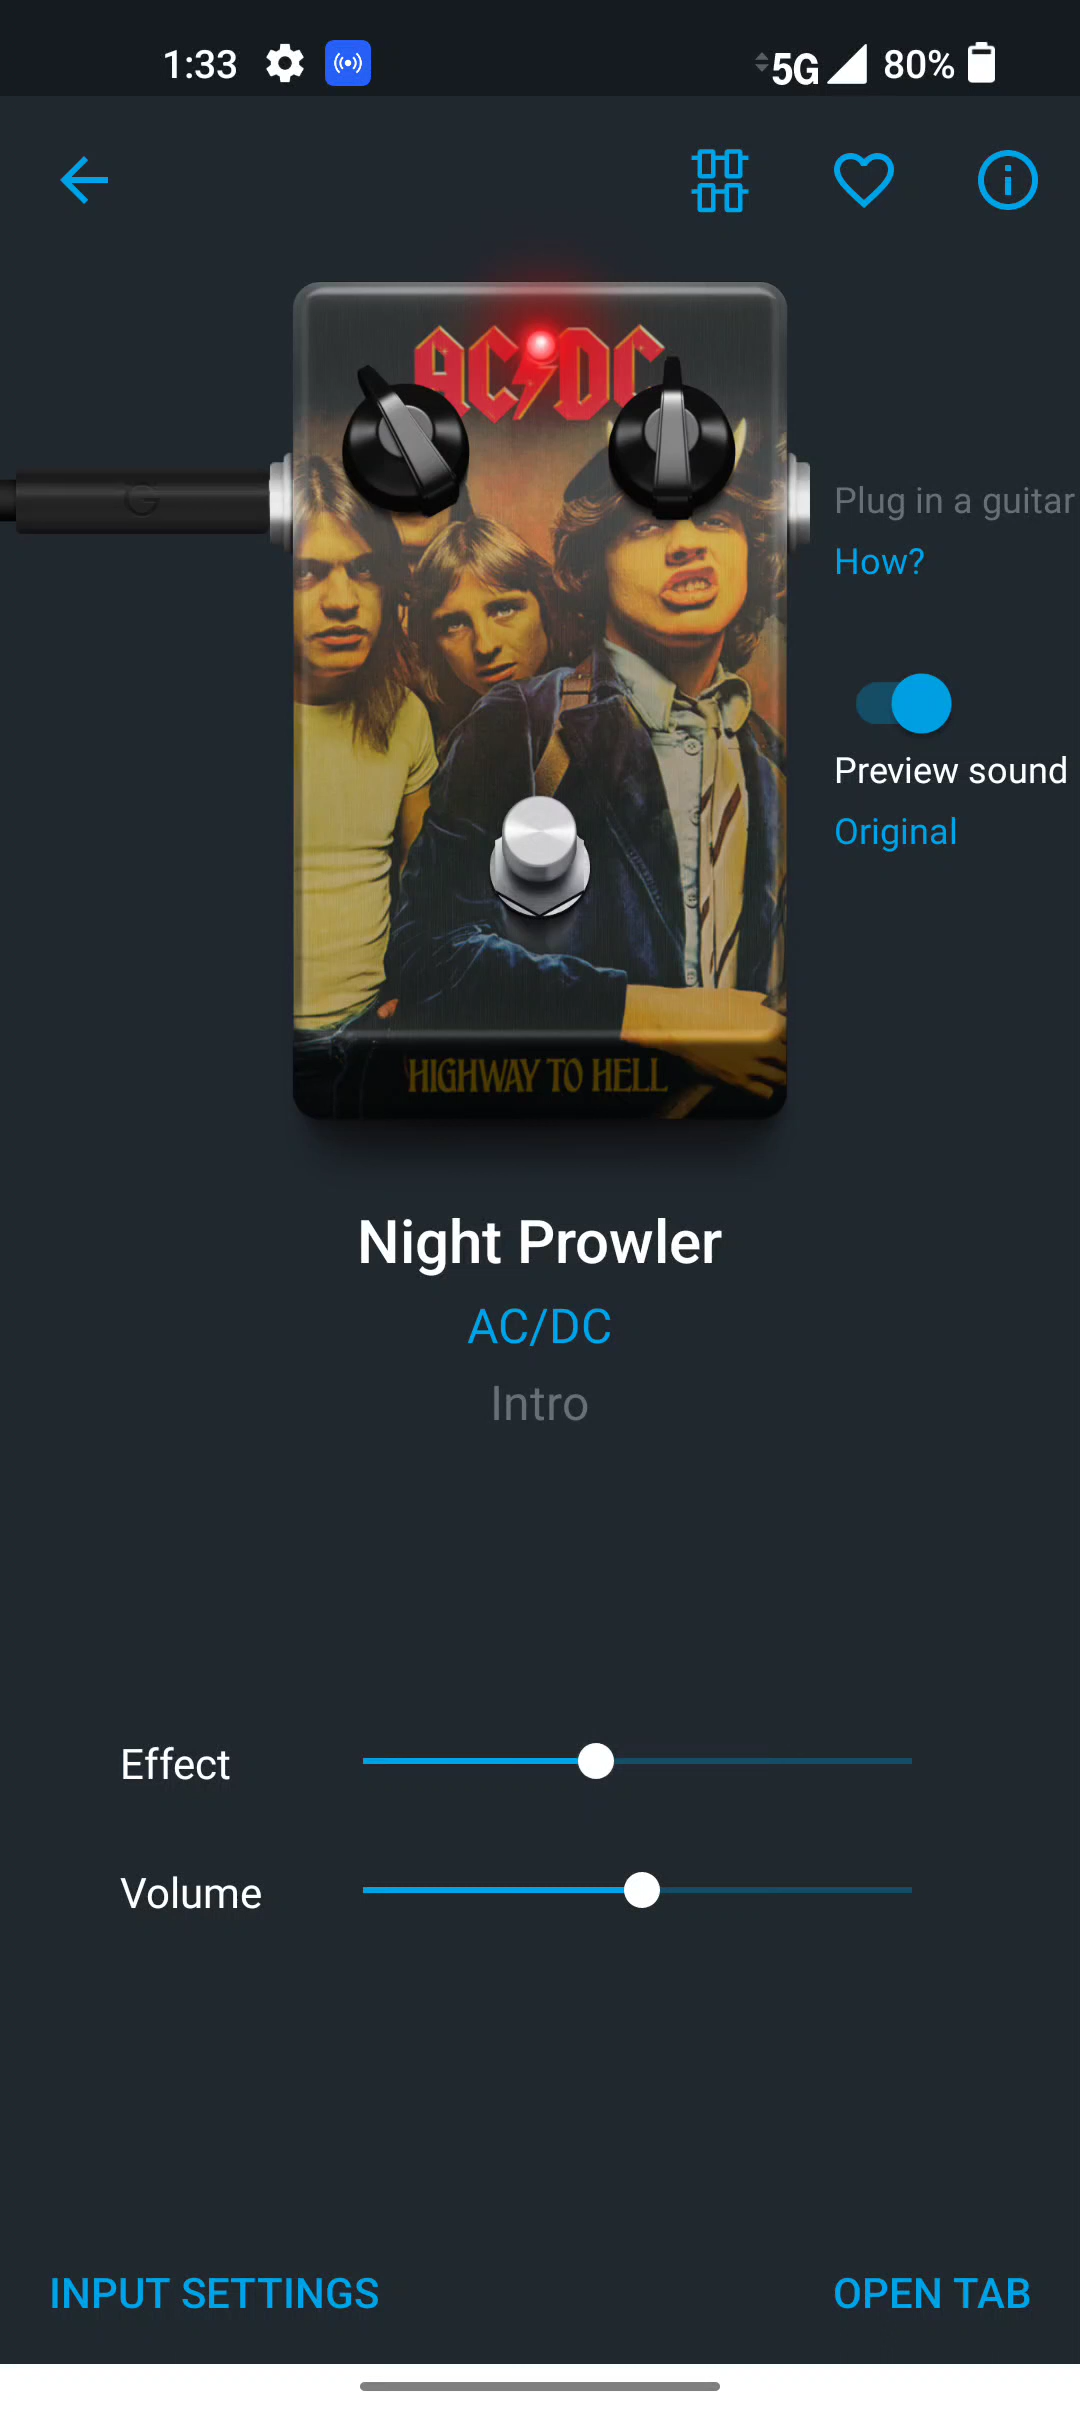 1:33
5G 80%
AC DC
Plug in a guitar
How?
Preview sound
Original
HIGHWAY TO HELL
Night Prowler
AC/DC
Intro
Effect
Volume
INPUT SETTINGS
OPEN TAB